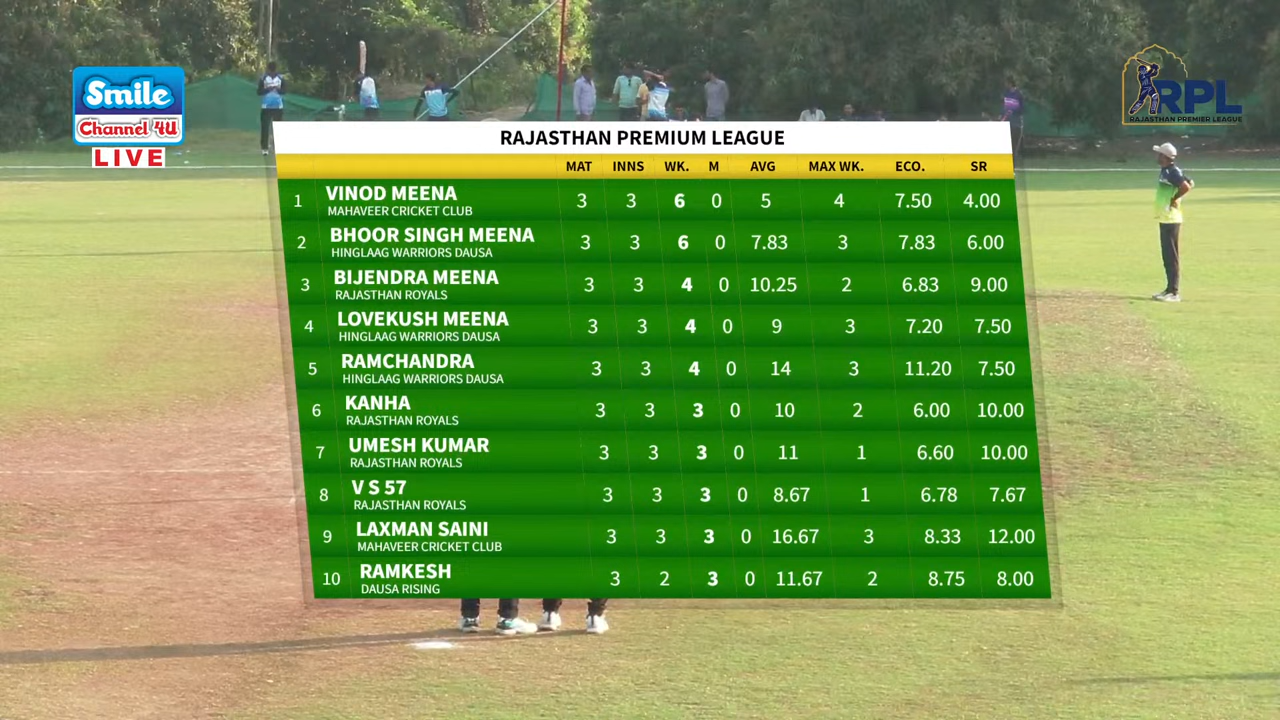 Smile
Channel 4U
LIVE
RPL
RAJASTHAN PREMIER LEAGUE
RAJASTHAN PREMIUM LEAGUE
MAT INNS WK. M AVG MAX WK. ECO. SR
1 VINOD MEENA 3 3 6 0 5 4 7.50 4.00
MAHAVEER CRICKET CLUB
2 BHOOR SINGH MEENA 3 3 6 0 7.83 3 7.83 6.00
HINGLAAG WARRIORS DAUSA
3 BIJENDRA MEENA 3 3 4 0 10.25 2 6.83 9.00
RAJASTHAN ROYALS
4 LOVEKUSH MEENA 3 3 4 0 9 3 7.20 7.50
HINGLAAG WARRIORS DAUSA
5 RAMCHANDRA 3 3 4 0 14 3 11.20 7.50
HINGLAAG WARRIORS DAUSA
6 KANHA 3 3 3 0 10 2 6.00 10.00
RAJASTHAN ROYALS
7 UMESH KUMAR 3 3 3 0 11 1 6.60 10.00
RAJASTHAN ROYALS
8 V S 57 3 3 3 0 8.67 1 6.78 7.67
RAJASTHAN ROYALS
9 LAXMAN SAINI 3 3 3 0 16.67 3 8.33 12.00
MAHAVEER CRICKET CLUB
10 RAMKESH 3 2 3 0 11.67 2 8.75 8.00
DAUSA RISING